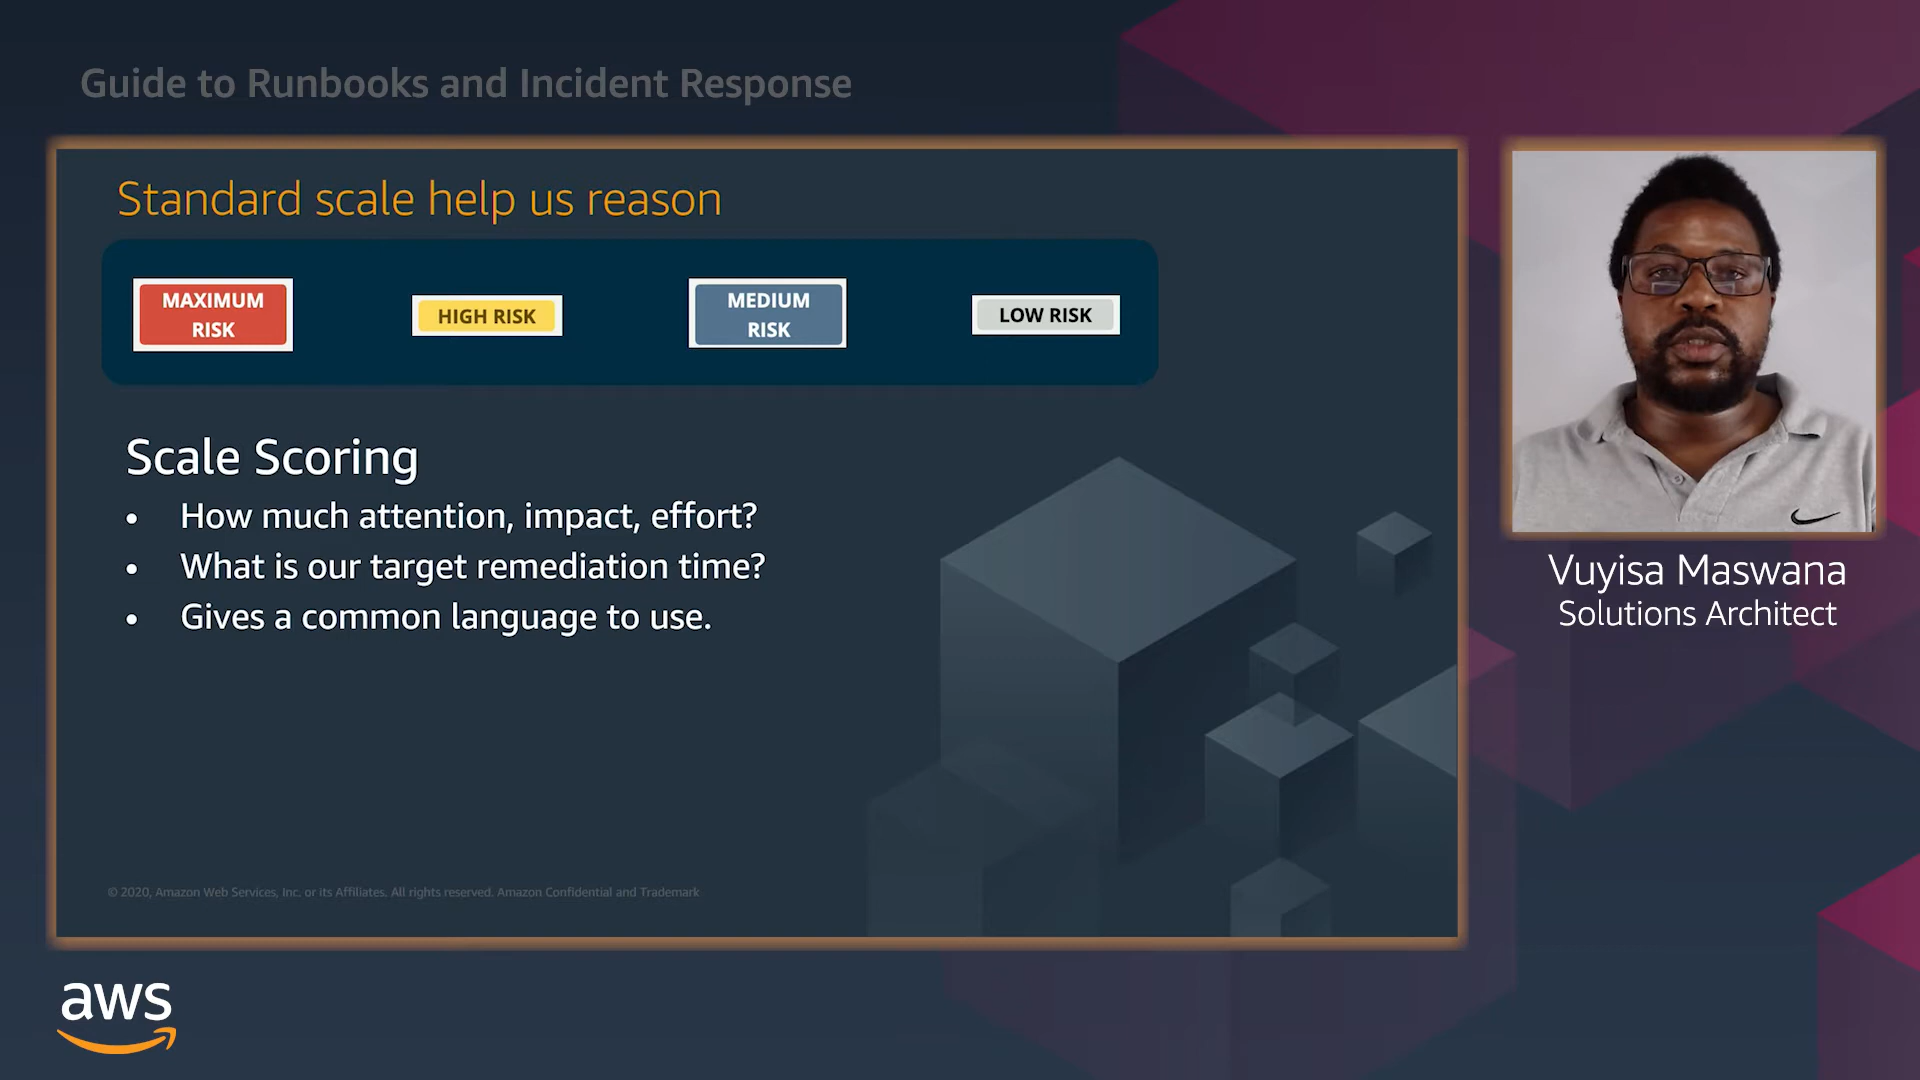 Guide to Runbooks and Incident Response
Standard scale help us reason
MAXIMUM
RISK
HIGH RISK
MEDIUM
RISK
LOW RISK
Scale Scoring
• How much attention, impact, effort?
• What is our target remediation time?
• Gives a common language to use.
© 2020, Amazon Web Services, Inc. or its Affiliates. All rights reserved. Amazon Confidential and Trademark
Vuyisa Maswana
Solutions Architect
aws